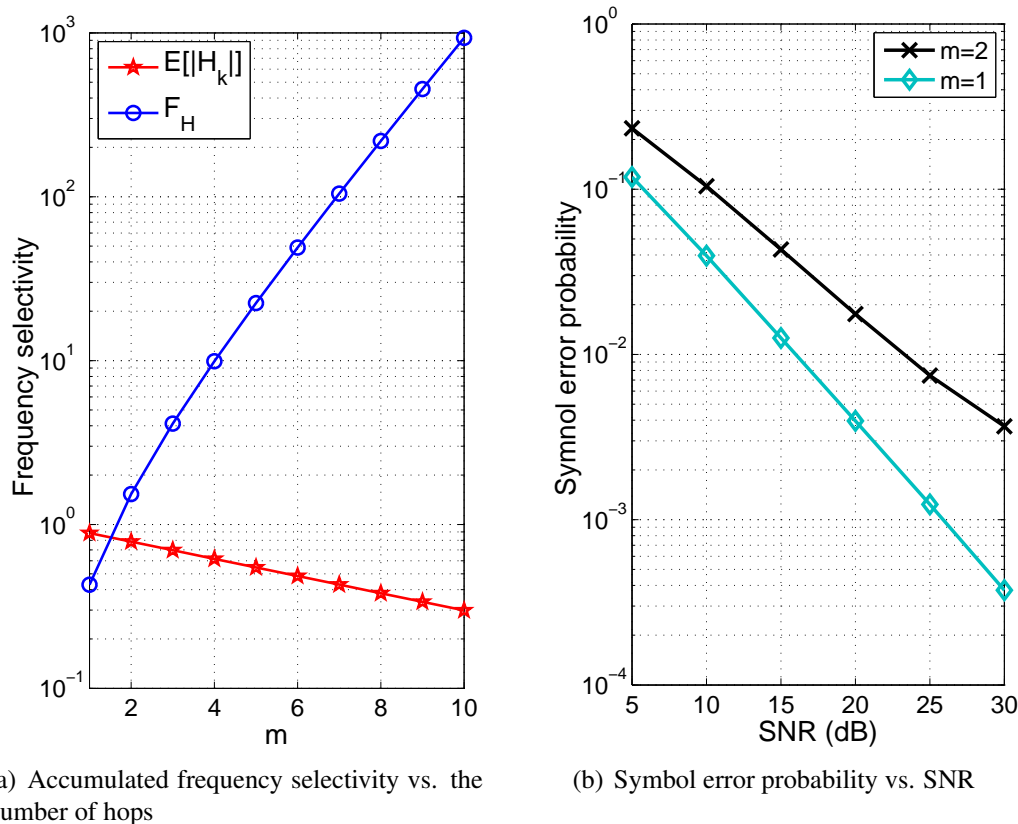 10^3
10^2
10^1
10^0
10^-1
Frequency selectivity
E[|H_k|]
F_H
2 4 6 8 10
m
a) Accumulated frequency selectivity vs. the
umber of hops
10^0
10^-1
10^-2
10^-3
10^-4
Symnol error probability
m=2
m=1
5 10 15 20 25 30
SNR (dB)
(b) Symbol error probability vs. SNR